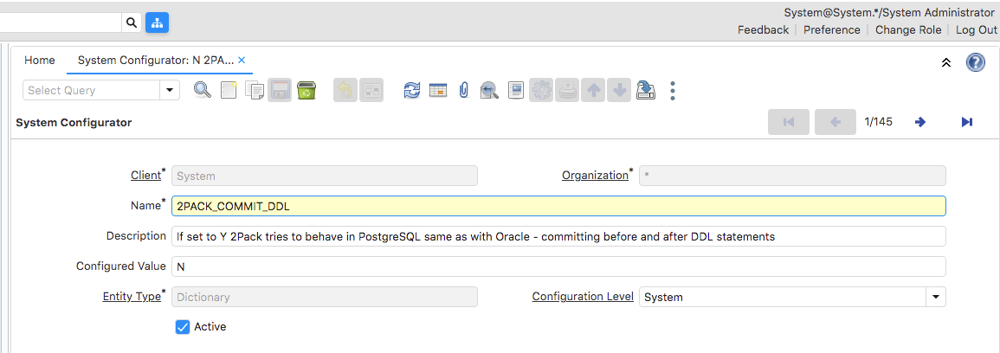 System@System.*/System Administrator
Feedback | Preference | Change Role | Log Out
Home System Configurator: N 2PA... ×
Select Query
System Configurator 1/145
Client* System Organization* *
Name* 2PACK_COMMIT_DDL
Description If set to Y 2Pack tries to behave in PostgreSQL same as with Oracle - committing before and after DDL statements
Configured Value N
Entity Type* Dictionary Configuration Level System
Active